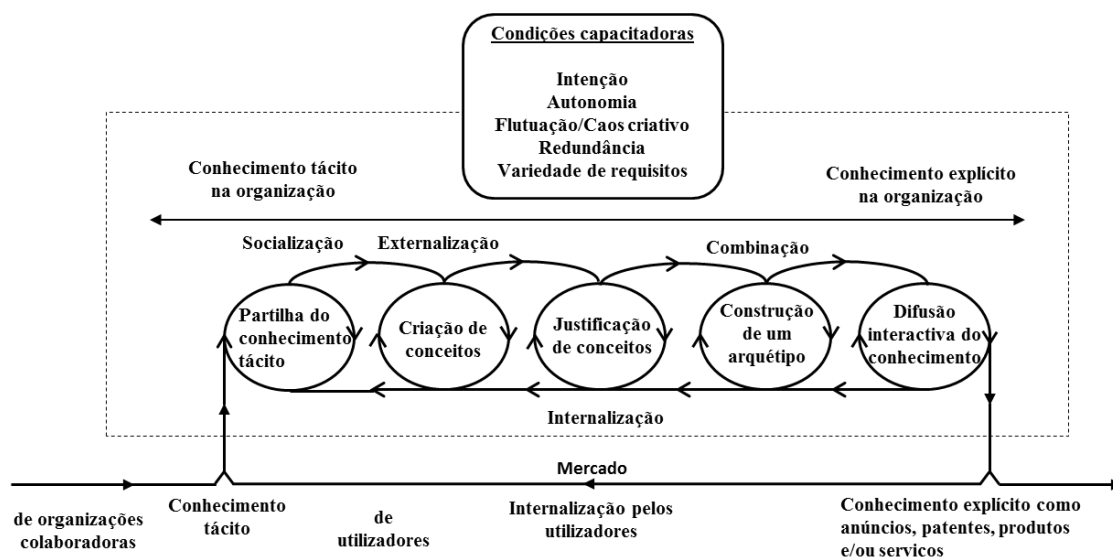 Condições capacitadoras
Intenção
Autonomia
Flutuação/Caos criativo
Redundância
Variedade de requisitos
Conhecimento tácito
na organização
Conhecimento explícito
na organização
Socialização
Externalização
Combinação
Partilha do
conhecimento
tácito
Criação de
conceitos
Justificação
de conceitos
Construção
de um
arquétipo
Difusão
interactiva do
conhecimento
Internalização
Mercado
de organizações
colaboradoras
Conhecimento
tácito
de
utilizadores
Internalização pelos
utilizadores
Conhecimento explícito como
anúncios, patentes, produtos
e/ou serviços